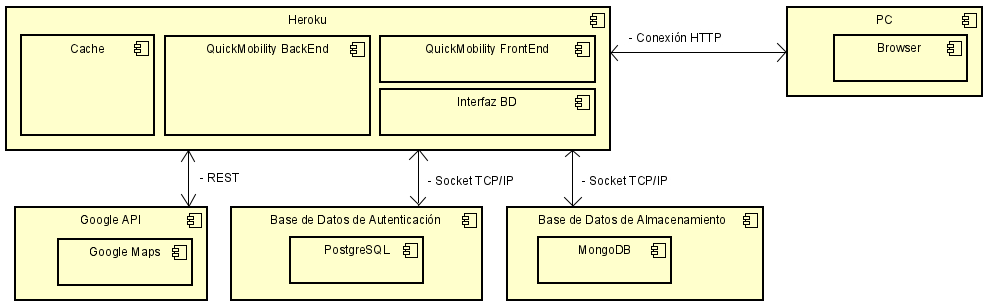 Heroku
PC
Cache
QuickMobility BackEnd
QuickMobility FrontEnd
- Conexión HTTP
Browser
Interfaz BD
- REST
- Socket TCP/IP
- Socket TCP/IP
Google API
Base de Datos de Autenticación
Base de Datos de Almacenamiento
Google Maps
PostgreSQL
MongoDB